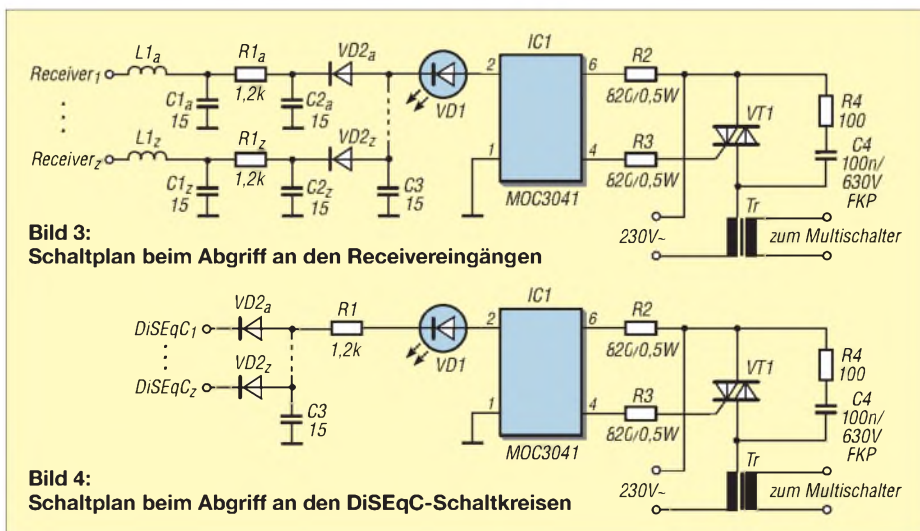 L1a R1a VD2a IC1
Receiver1 2 6 R2
1,2k 820/0,5W R4
C1a C2a VD1 VT1 100
15 15
L1z R1z VD2z R3 C4
Receiverz 1 4 100n/
1,2k 820/0,5W 630V
C1z C2z C3 MOC3041 FKP
15 15 15 Tr
230V~ zum Multischalter
Bild 3:
Schaltplan beim Abgriff an den Receivereingängen
IC1
VD2a R1 2 6 R2
DiSEqC1
1,2k 820/0,5W R4
VD2z VD1 VT1 100
DiSEqCz R3 C4
1 4 100n/
C3 820/0,5W 630V
15 MOC3041 FKP
Tr
Bild 4:
230V~ zum Multischalter
Schaltplan beim Abgriff an den DiSEqC-Schaltkreisen